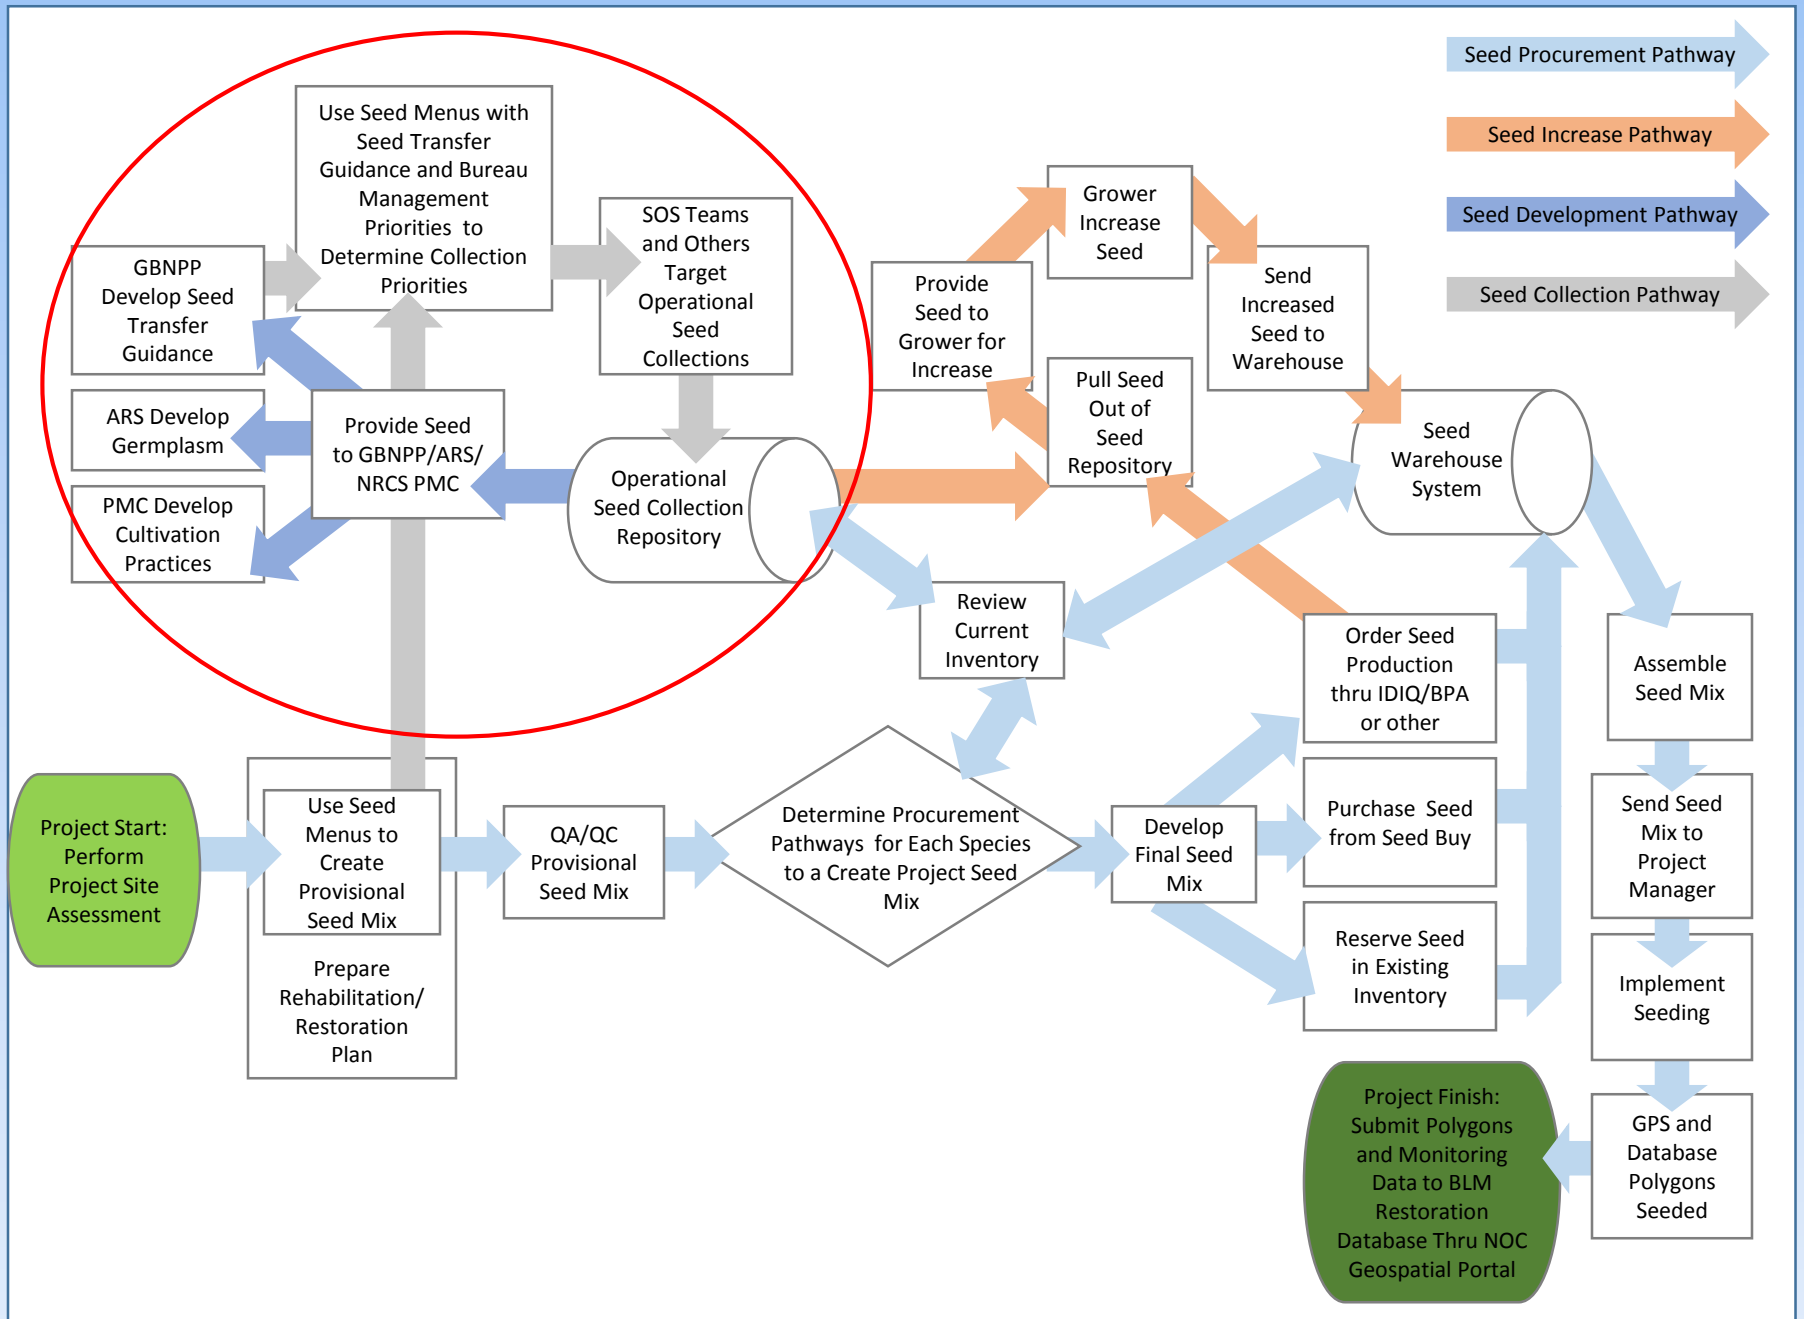 Seed Procurement Pathway
Seed Increase Pathway
Seed Development Pathway
Seed Collection Pathway
Use Seed Menus with
Seed Transfer
Guidance and Bureau
Management
Priorities to
Determine Collection
Priorities
SOS Teams
and Others
Target
Operational
Seed
Collections
GBNPP
Develop Seed
Transfer
Guidance
ARS Develop
Germplasm
PMC Develop
Cultivation
Practices
Provide Seed
to GBNPP/ARS/
NRCS PMC
Operational
Seed Collection
Repository
Provide
Seed to
Grower for
Increase
Grower
Increase
Seed
Send
Increased
Seed to
Warehouse
Pull Seed
Out of
Seed
Repository
Seed
Warehouse
System
Review
Current
Inventory
Order Seed
Production
thru IDIQ/BPA
or other
Assemble
Seed Mix
Project Start:
Perform
Project Site
Assessment
Use Seed
Menus to
Create
Provisional
Seed Mix
Prepare
Rehabilitation/
Restoration
Plan
QA/QC
Provisional
Seed Mix
Determine Procurement
Pathways for Each Species
to a Create Project Seed
Mix
Develop
Final Seed
Mix
Purchase Seed
from Seed Buy
Reserve Seed
in Existing
Inventory
Send Seed
Mix to
Project
Manager
Implement
Seeding
GPS and
Database
Polygons
Seeded
Project Finish:
Submit Polygons
and Monitoring
Data to BLM
Restoration
Database Thru NOC
Geospatial Portal